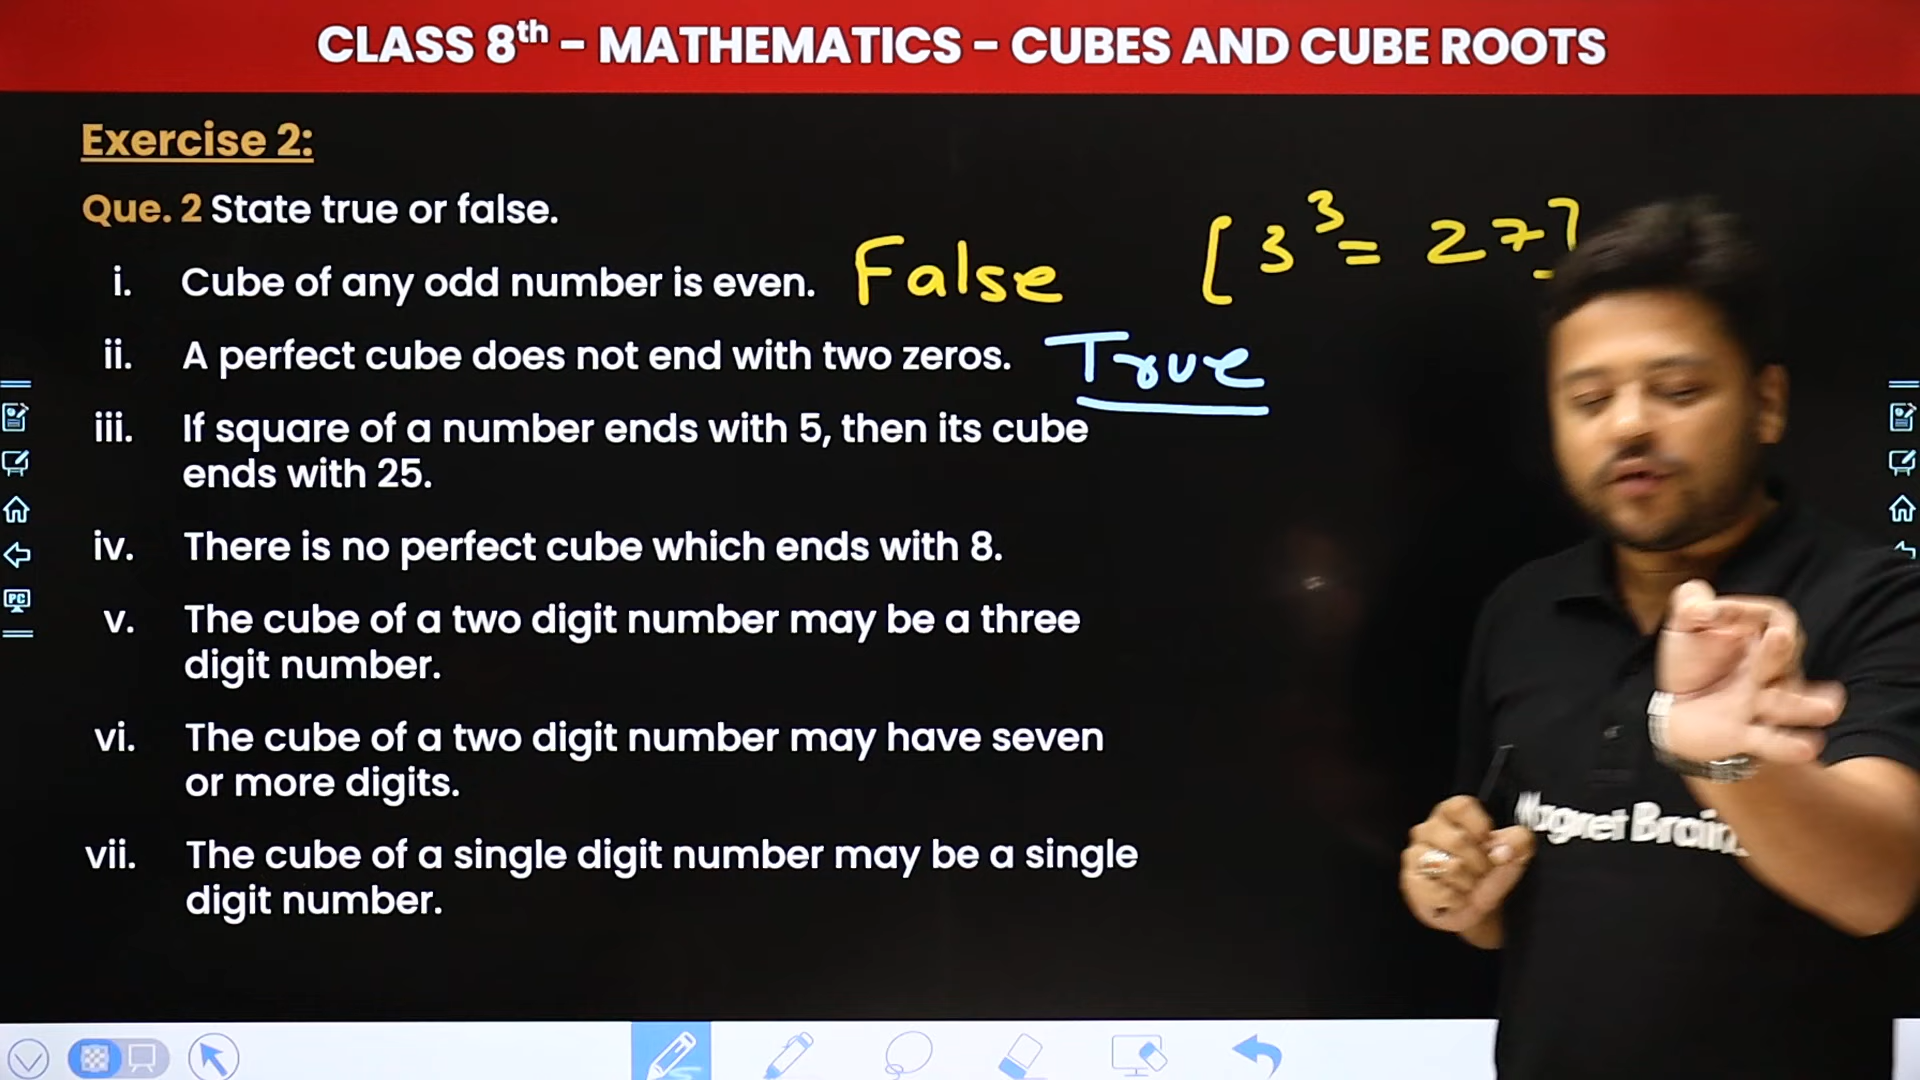 CLASS 8th - MATHEMATICS - CUBES AND CUBE ROOTS
Exercise 2:
Que. 2 State true or false.
[3³ = 27]
i. Cube of any odd number is even. False
ii. A perfect cube does not end with two zeros. True
iii. If square of a number ends with 5, then its cube
ends with 25.
iv. There is no perfect cube which ends with 8.
v. The cube of a two digit number may be a three
digit number.
vi. The cube of a two digit number may have seven
or more digits.
vii. The cube of a single digit number may be a single
digit number.
Magnet Brain
PC